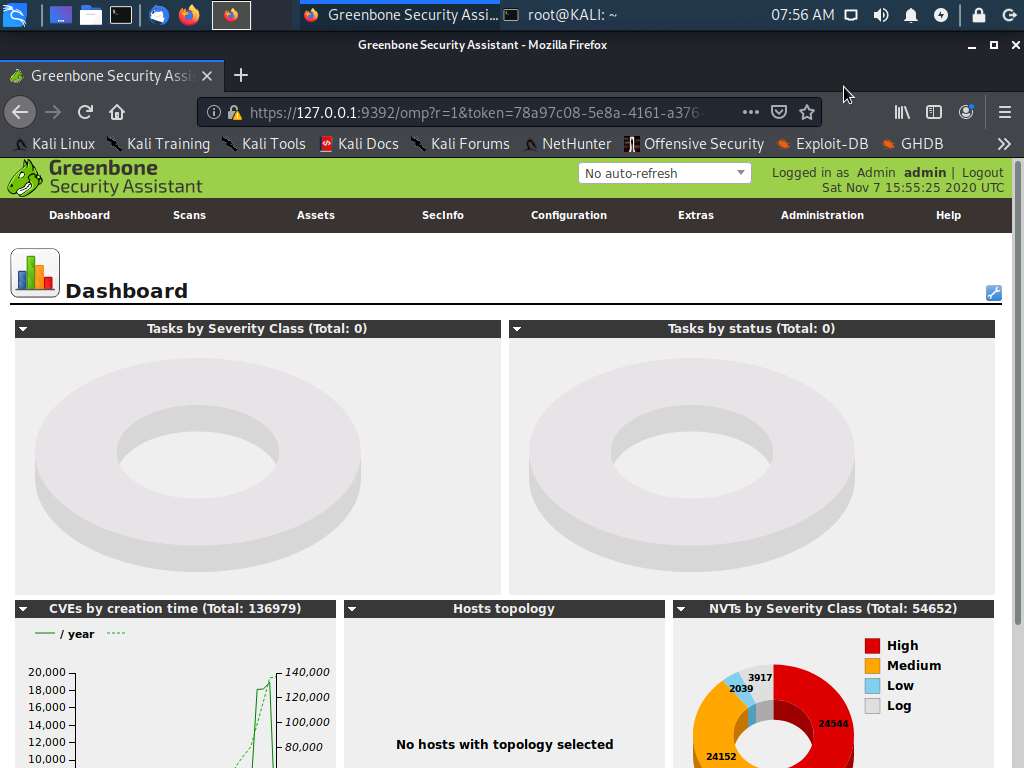 Greenbone Security Assi...
root@KALI: ~
07:56 AM
Greenbone Security Assistant - Mozilla Firefox
Greenbone Security Assi
https://127.0.0.1:9392/omp?r=1&token=78a97c08-5e8a-4161-a376
Kali Linux
Kali Training
Kali Tools
Kali Docs
Kali Forums
NetHunter
Offensive Security
Exploit-DB
GHDB
Greenbone
Security Assistant
No auto-refresh
Logged in as Admin admin | Logout
Sat Nov 7 15:55:25 2020 UTC
Dashboard
Scans
Assets
SecInfo
Configuration
Extras
Administration
Help
Dashboard
Tasks by Severity Class (Total: 0)
Tasks by status (Total: 0)
CVEs by creation time (Total: 136979)
/ year
20,000
18,000
16,000
14,000
12,000
10,000
140,000
120,000
100,000
80,000
Hosts topology
No hosts with topology selected
NVTs by Severity Class (Total: 54652)
High
Medium
Low
Log
3917
2039
24544
24152